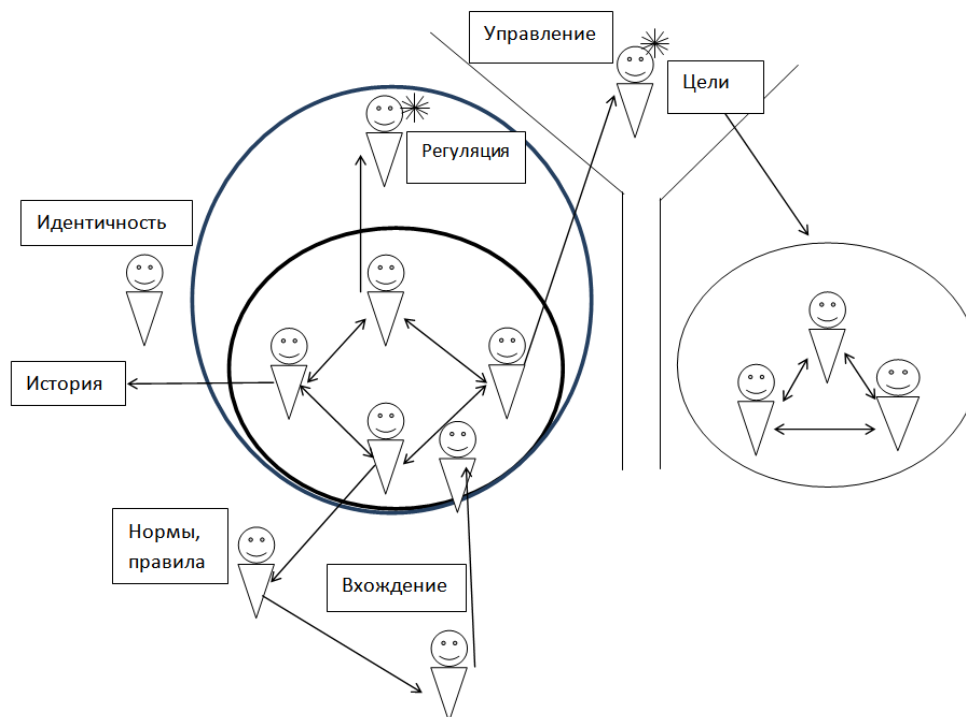 Управление
Цели
Регуляция
Идентичность
История
Нормы,
правила
Вхождение